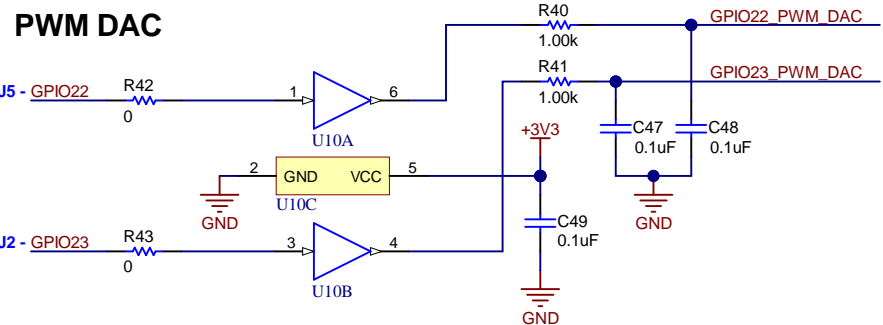 PWM DAC
R40
1.00k
GPIO22_PWM_DAC
R41
1.00k
GPIO23_PWM_DAC
J5 - GPIO22
R42
0
1
6
U10A
+3V3
C47
0.1uF
C48
0.1uF
2
GND
VCC
5
U10C
GND
GND
C49
0.1uF
J2 - GPIO23
R43
0
3
4
U10B
GND